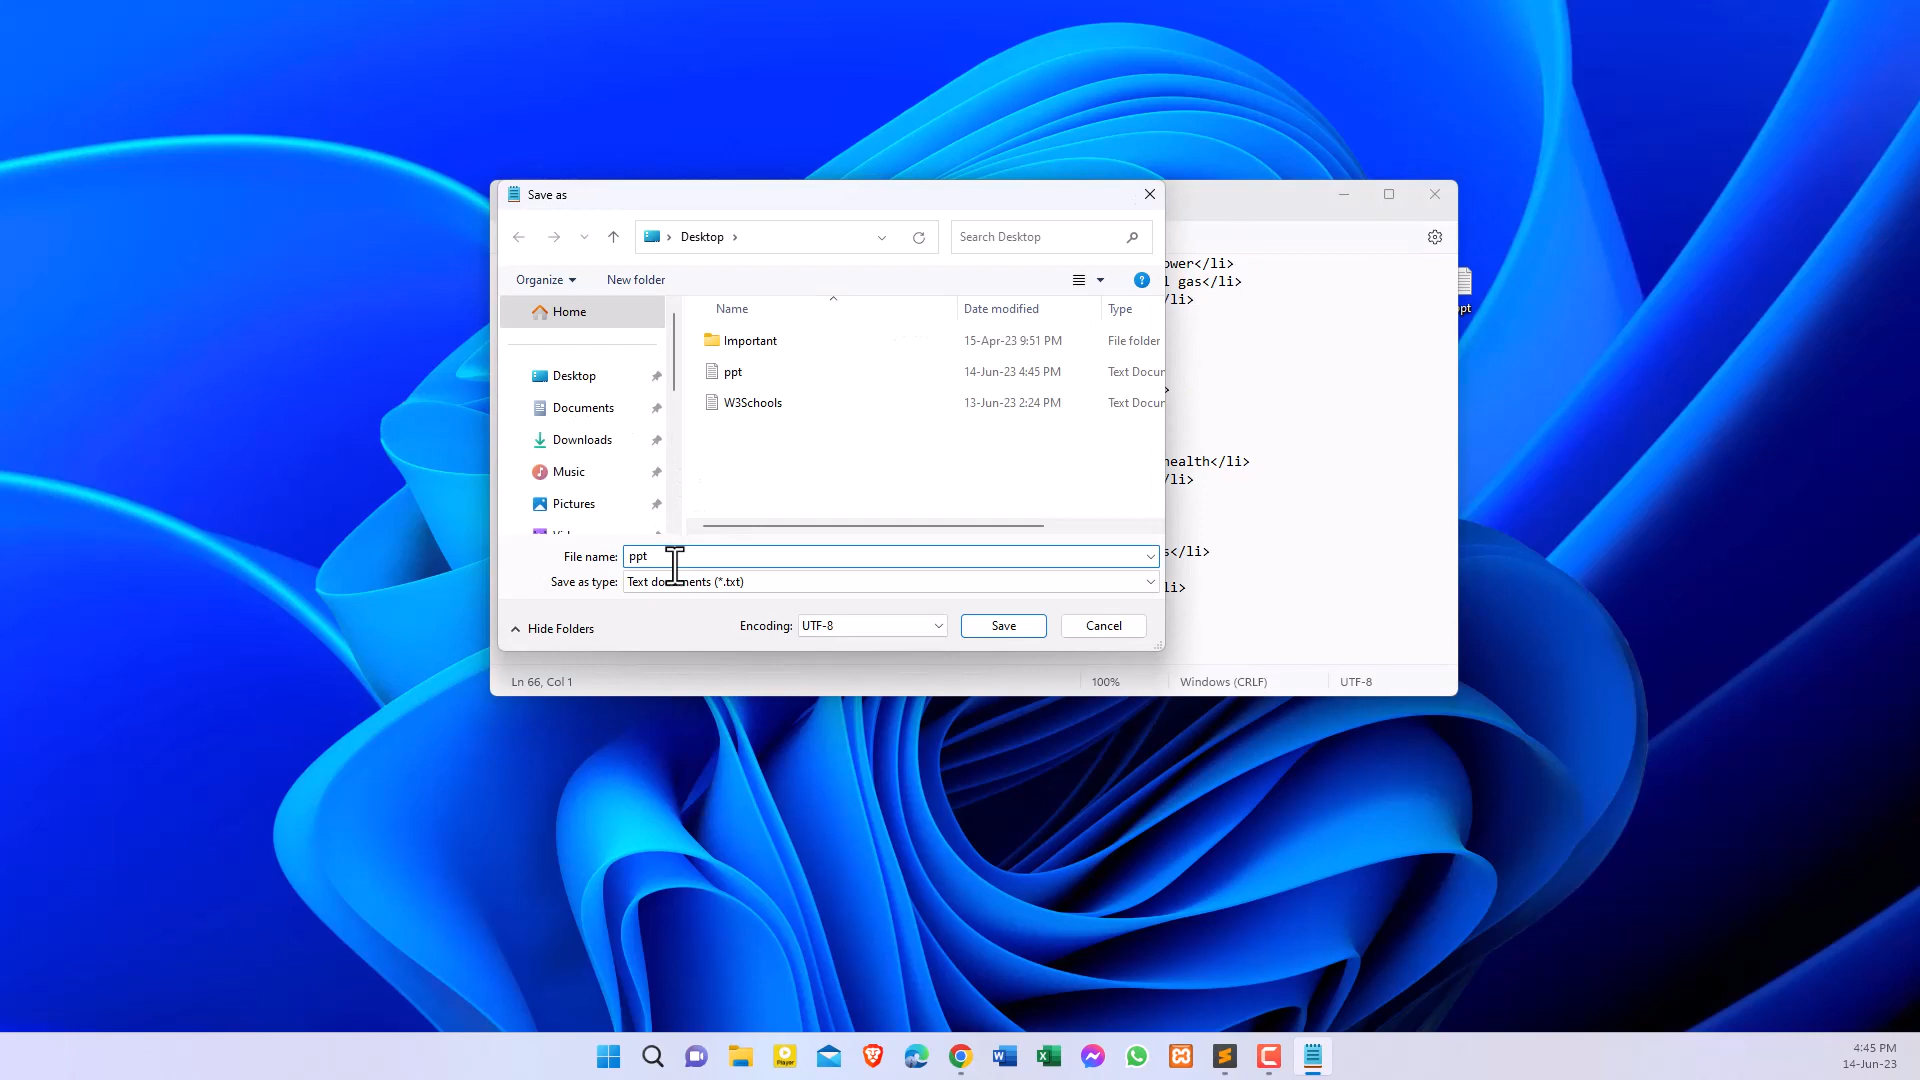 Save as
Desktop
Search Desktop
Organize
New folder
Home
Desktop
Documents
Downloads
Music
Pictures
Name
Date modified
Type
Important
15-Apr-23 9:51 PM
File folder
ppt
14-Jun-23 4:45 PM
Text Docu
W3Schools
13-Jun-23 2:24 PM
Text Docu
File name:
ppt
Save as type:
(*.txt)
Hide Folders
Encoding:
UTF-8
Save
Cancel
ower</li>
l gas</li>
/li>
>
health</li>
/li>
s</li>
li>
Ln 66, Col 1
100%
Windows (CRLF)
UTF-8
ppt
Player
4:45 PM
14-Jun-23